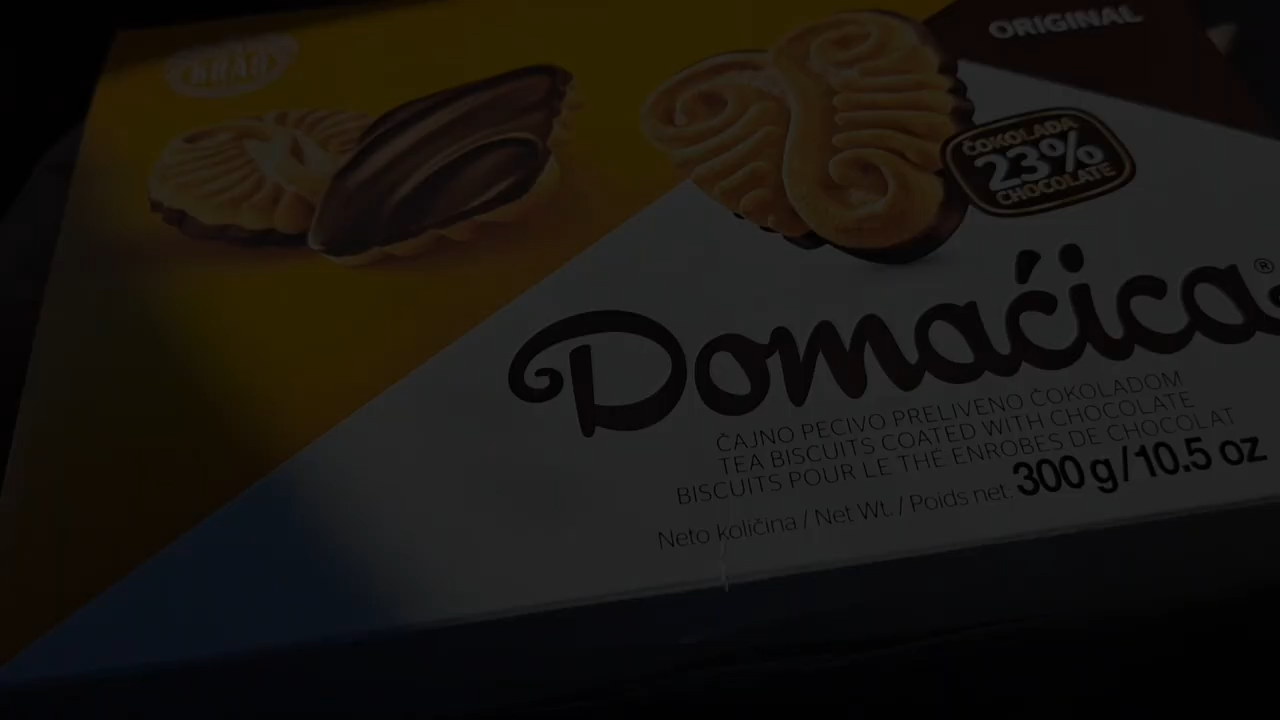 KRAŠ
ORIGINAL
ČOKOLADA
23%
CHOCOLATE
Domaćica®
ČAJNO PECIVO PRELIVENO ČOKOLADOM
TEA BISCUITS COATED WITH CHOCOLATE
BISCUITS POUR LE THÉ ENROBES DE CHOCOLAT
Neto količina / Net Wt. / Poids net: 300 g/10.5 oz